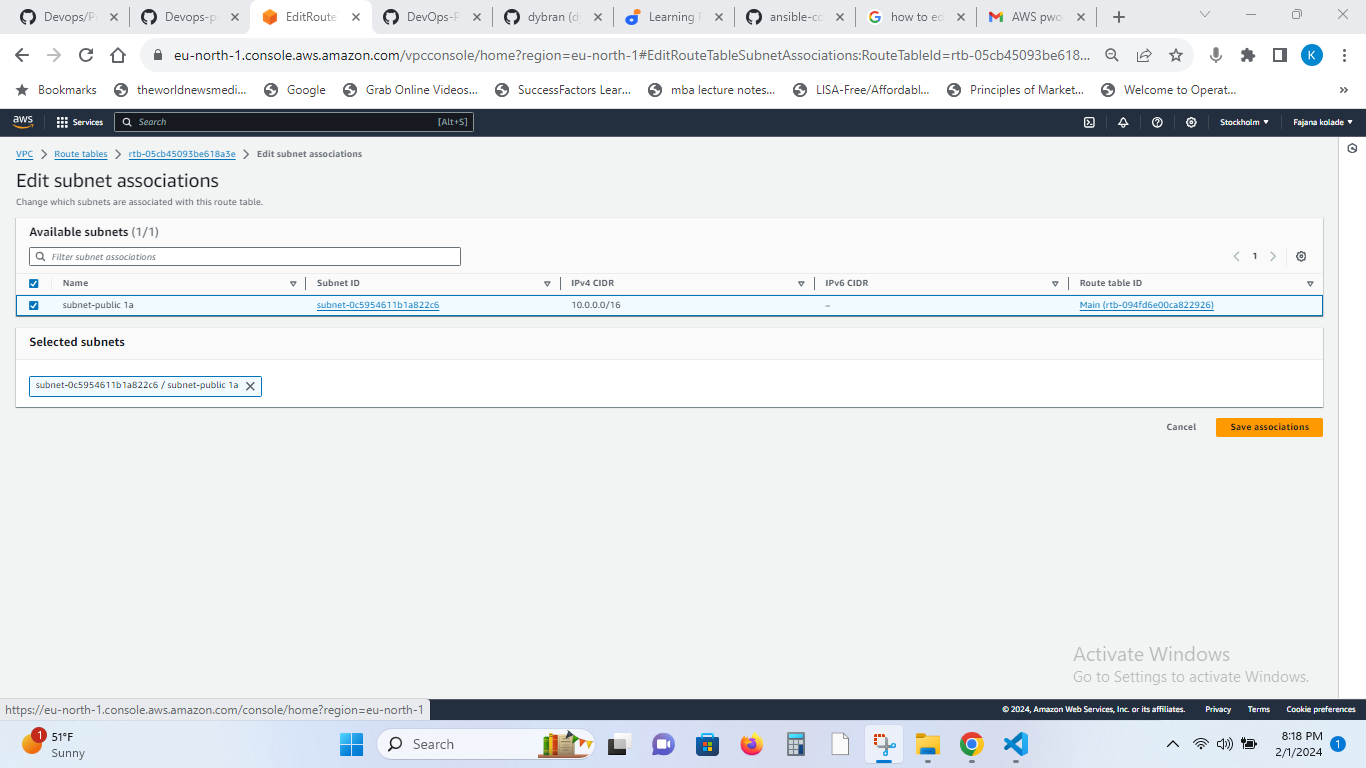 Devops/P
Devops-p
EditRoute
DevOps-P
dybran (d
Learning
ansible-co
how to ed
AWS pwo
eu-north-1.console.aws.amazon.com/vpcconsole/home?region=eu-north-1#EditRouteTableSubnetAssociations:RouteTableId=rtb-05cb45093be618...
K
Bookmarks
theworldnewsmedi...
Google
Grab Online Videos...
SuccessFactors Lear...
mba lecture notes...
LISA-Free/Affordabl...
Principles of Market...
Welcome to Operat...
»
aws
Services
Search
[Alt+S]
Stockholm
Fajana kolade
VPC
Route tables
rtb-05cb45093be618a3e
Edit subnet associations
Edit subnet associations
Change which subnets are associated with this route table.
Available subnets (1/1)
Filter subnet associations
1
Name
Subnet ID
IPv4 CIDR
IPv6 CIDR
Route table ID
subnet-public 1a
subnet-0c5954611b1a822c6
10.0.0.0/16
–
Main (rtb-094fd6e00ca822926)
Selected subnets
subnet-0c5954611b1a822c6 / subnet-public 1a
Cancel
Save associations
Activate Windows
Go to Settings to activate Windows.
https://eu-north-1.console.aws.amazon.com/console/home?region=eu-north-1
© 2024, Amazon Web Services, Inc. or its affiliates.
Privacy
Terms
Cookie preferences
1
51°F
Sunny
Search
8:18 PM
2/1/2024
1